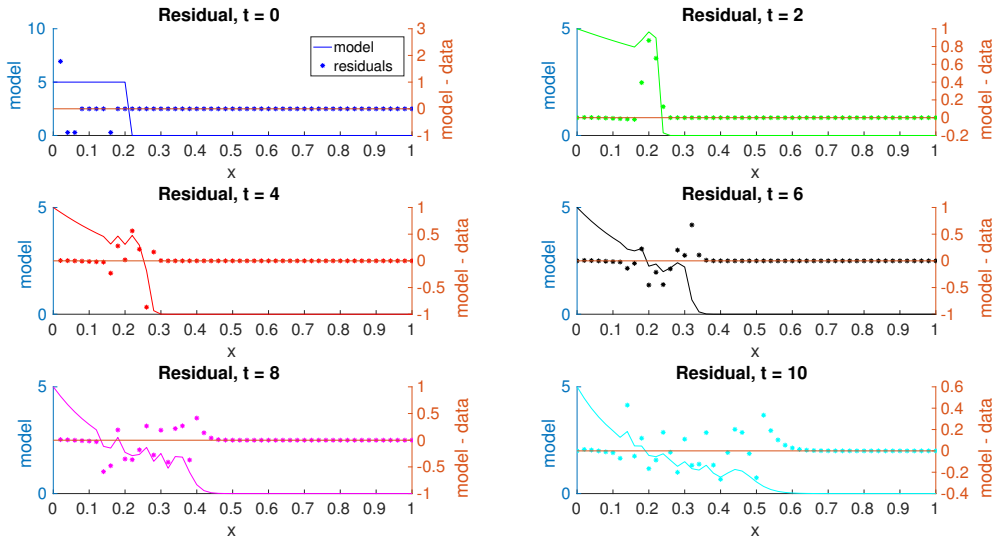 Residual, t = 0
10
5
0
model
3
2
1
0
-1
model - data
model
residuals
0 0.1 0.2 0.3 0.4 0.5 0.6 0.7 0.8 0.9 1
x
Residual, t = 2
5
0
model
1
0.8
0.6
0.4
0.2
0
-0.2
model - data
0 0.1 0.2 0.3 0.4 0.5 0.6 0.7 0.8 0.9 1
x
Residual, t = 4
5
0
model
1
0.5
0
-0.5
-1
model - data
0 0.1 0.2 0.3 0.4 0.5 0.6 0.7 0.8 0.9 1
x
Residual, t = 6
5
0
model
1
0.5
0
-0.5
-1
model - data
0 0.1 0.2 0.3 0.4 0.5 0.6 0.7 0.8 0.9 1
x
Residual, t = 8
5
0
model
1
0.5
0
-0.5
-1
model - data
0 0.1 0.2 0.3 0.4 0.5 0.6 0.7 0.8 0.9 1
x
Residual, t = 10
5
0
model
0.6
0.4
0.2
0
-0.2
-0.4
model - data
0 0.1 0.2 0.3 0.4 0.5 0.6 0.7 0.8 0.9 1
x